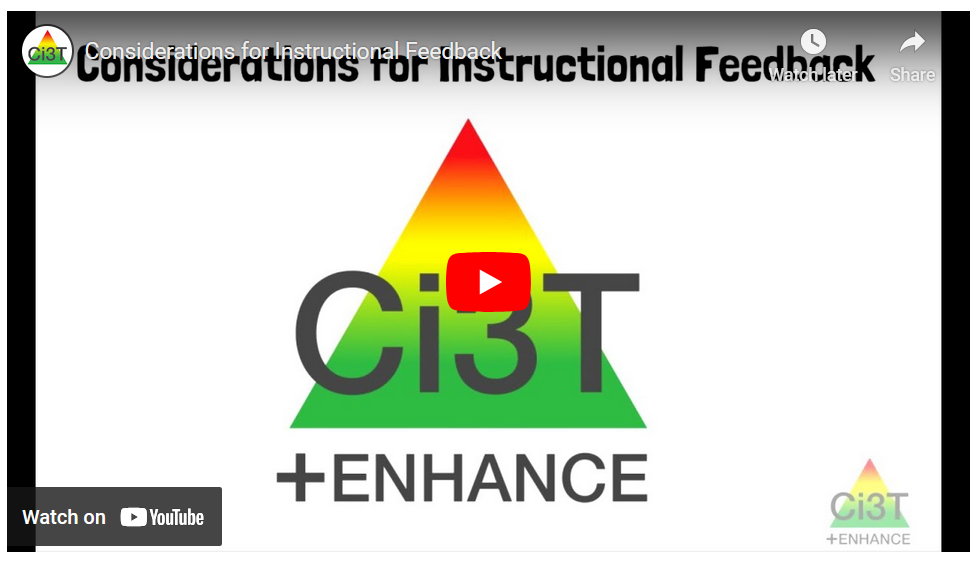 Ci3T
Considerations for Instructional Feedback
Considerations for Instructional Feedback
Watch later
Share
Ci3T
+ENHANCE
Watch on YouTube
Ci3T
+ENHANCE